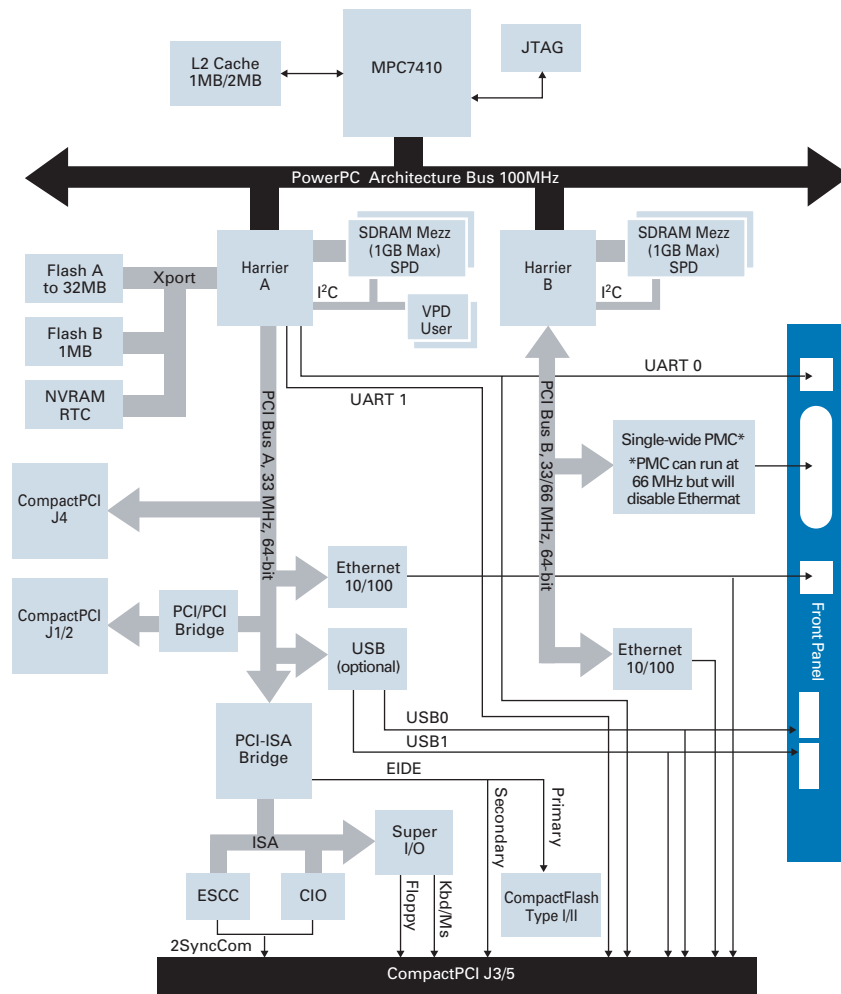 L2 Cache
1MB/2MB
MPC7410
JTAG
PowerPC Architecture Bus 100MHz
Flash A
to 32MB
Xport
Harrier
A
SDRAM Mezz
(1GB Max)
SPD
I²C
VPD
User
Harrier
B
SDRAM Mezz
(1GB Max)
SPD
I²C
Flash B
1MB
NVRAM
RTC
UART 0
UART 1
PCI Bus A, 33 MHz, 64-bit
PCI Bus B, 33/66 MHz, 64-bit
Single-wide PMC*
*PMC can run at
66 MHz but will
disable Ethermat
CompactPCI
J4
CompactPCI
J1/2
PCI/PCI
Bridge
Ethernet
10/100
USB
(optional)
Ethernet
10/100
Front Panel
USB0
USB1
PCI-ISA
Bridge
EIDE
Secondary
Primary
ISA
Super
I/O
ESCC
CIO
Floppy
Kbd/Ms
CompactFlash
Type I/II
2SyncCom
CompactPCI J3/5